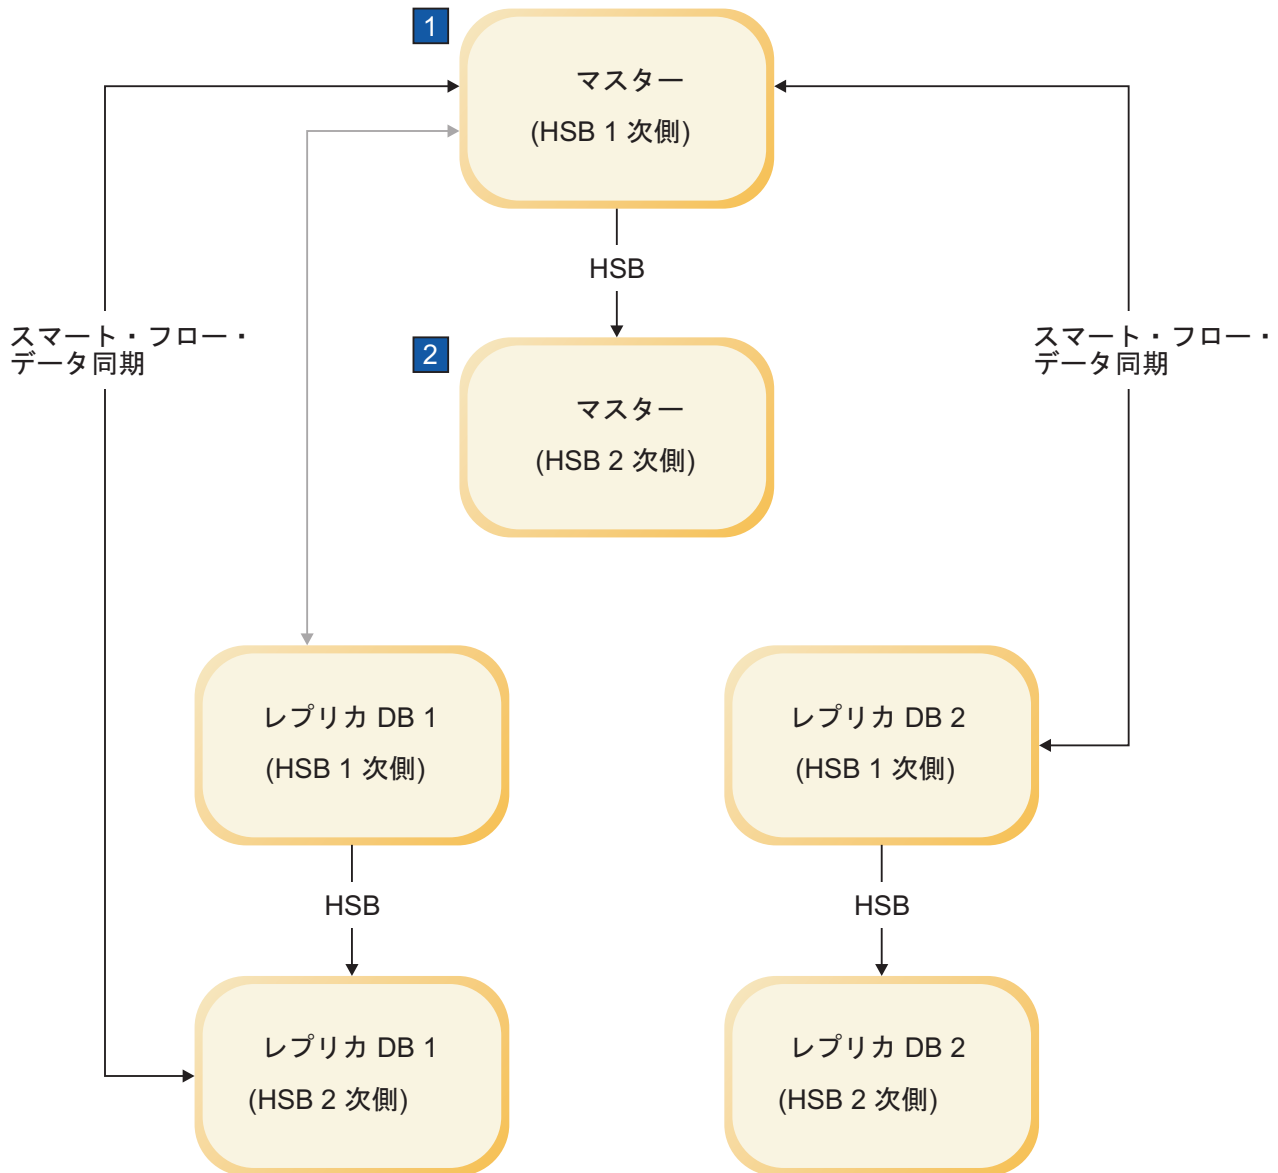 1
マスター
(HSB 1 次側)
HSB
スマート・フロー・
データ同期
スマート・フロー・
データ同期
2
マスター
(HSB 2 次側)
レプリカ DB 1
(HSB 1 次側)
レプリカ DB 2
(HSB 1 次側)
HSB
HSB
レプリカ DB 1
(HSB 2 次側)
レプリカ DB 2
(HSB 2 次側)